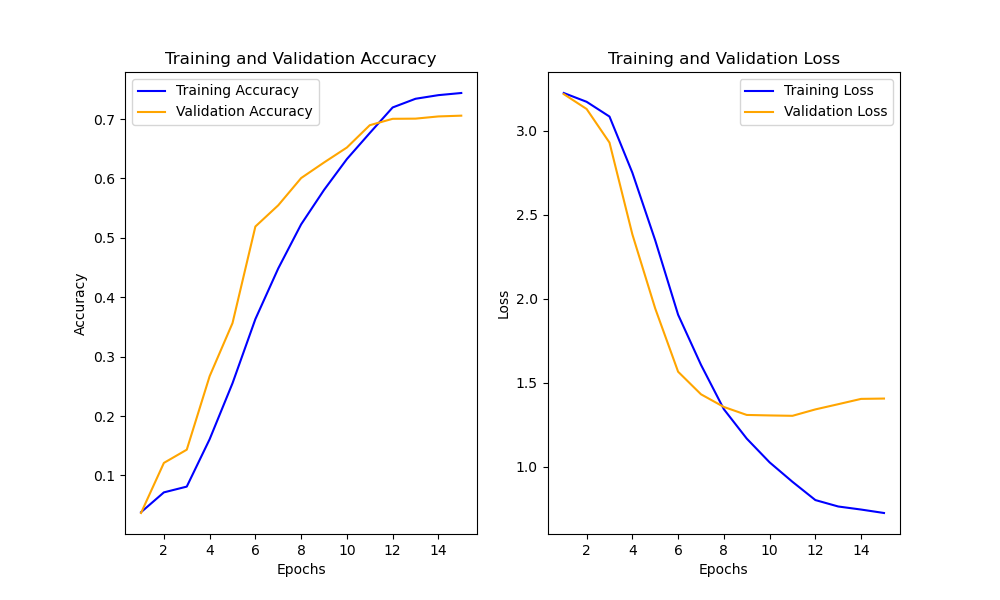 Training and Validation Accuracy
Training Accuracy
Validation Accuracy
0.7
0.6
0.5
0.4
0.3
0.2
0.1
Accuracy
2 4 6 8 10 12 14
Epochs
Training and Validation Loss
Training Loss
Validation Loss
3.0
2.5
2.0
1.5
1.0
Loss
2 4 6 8 10 12 14
Epochs